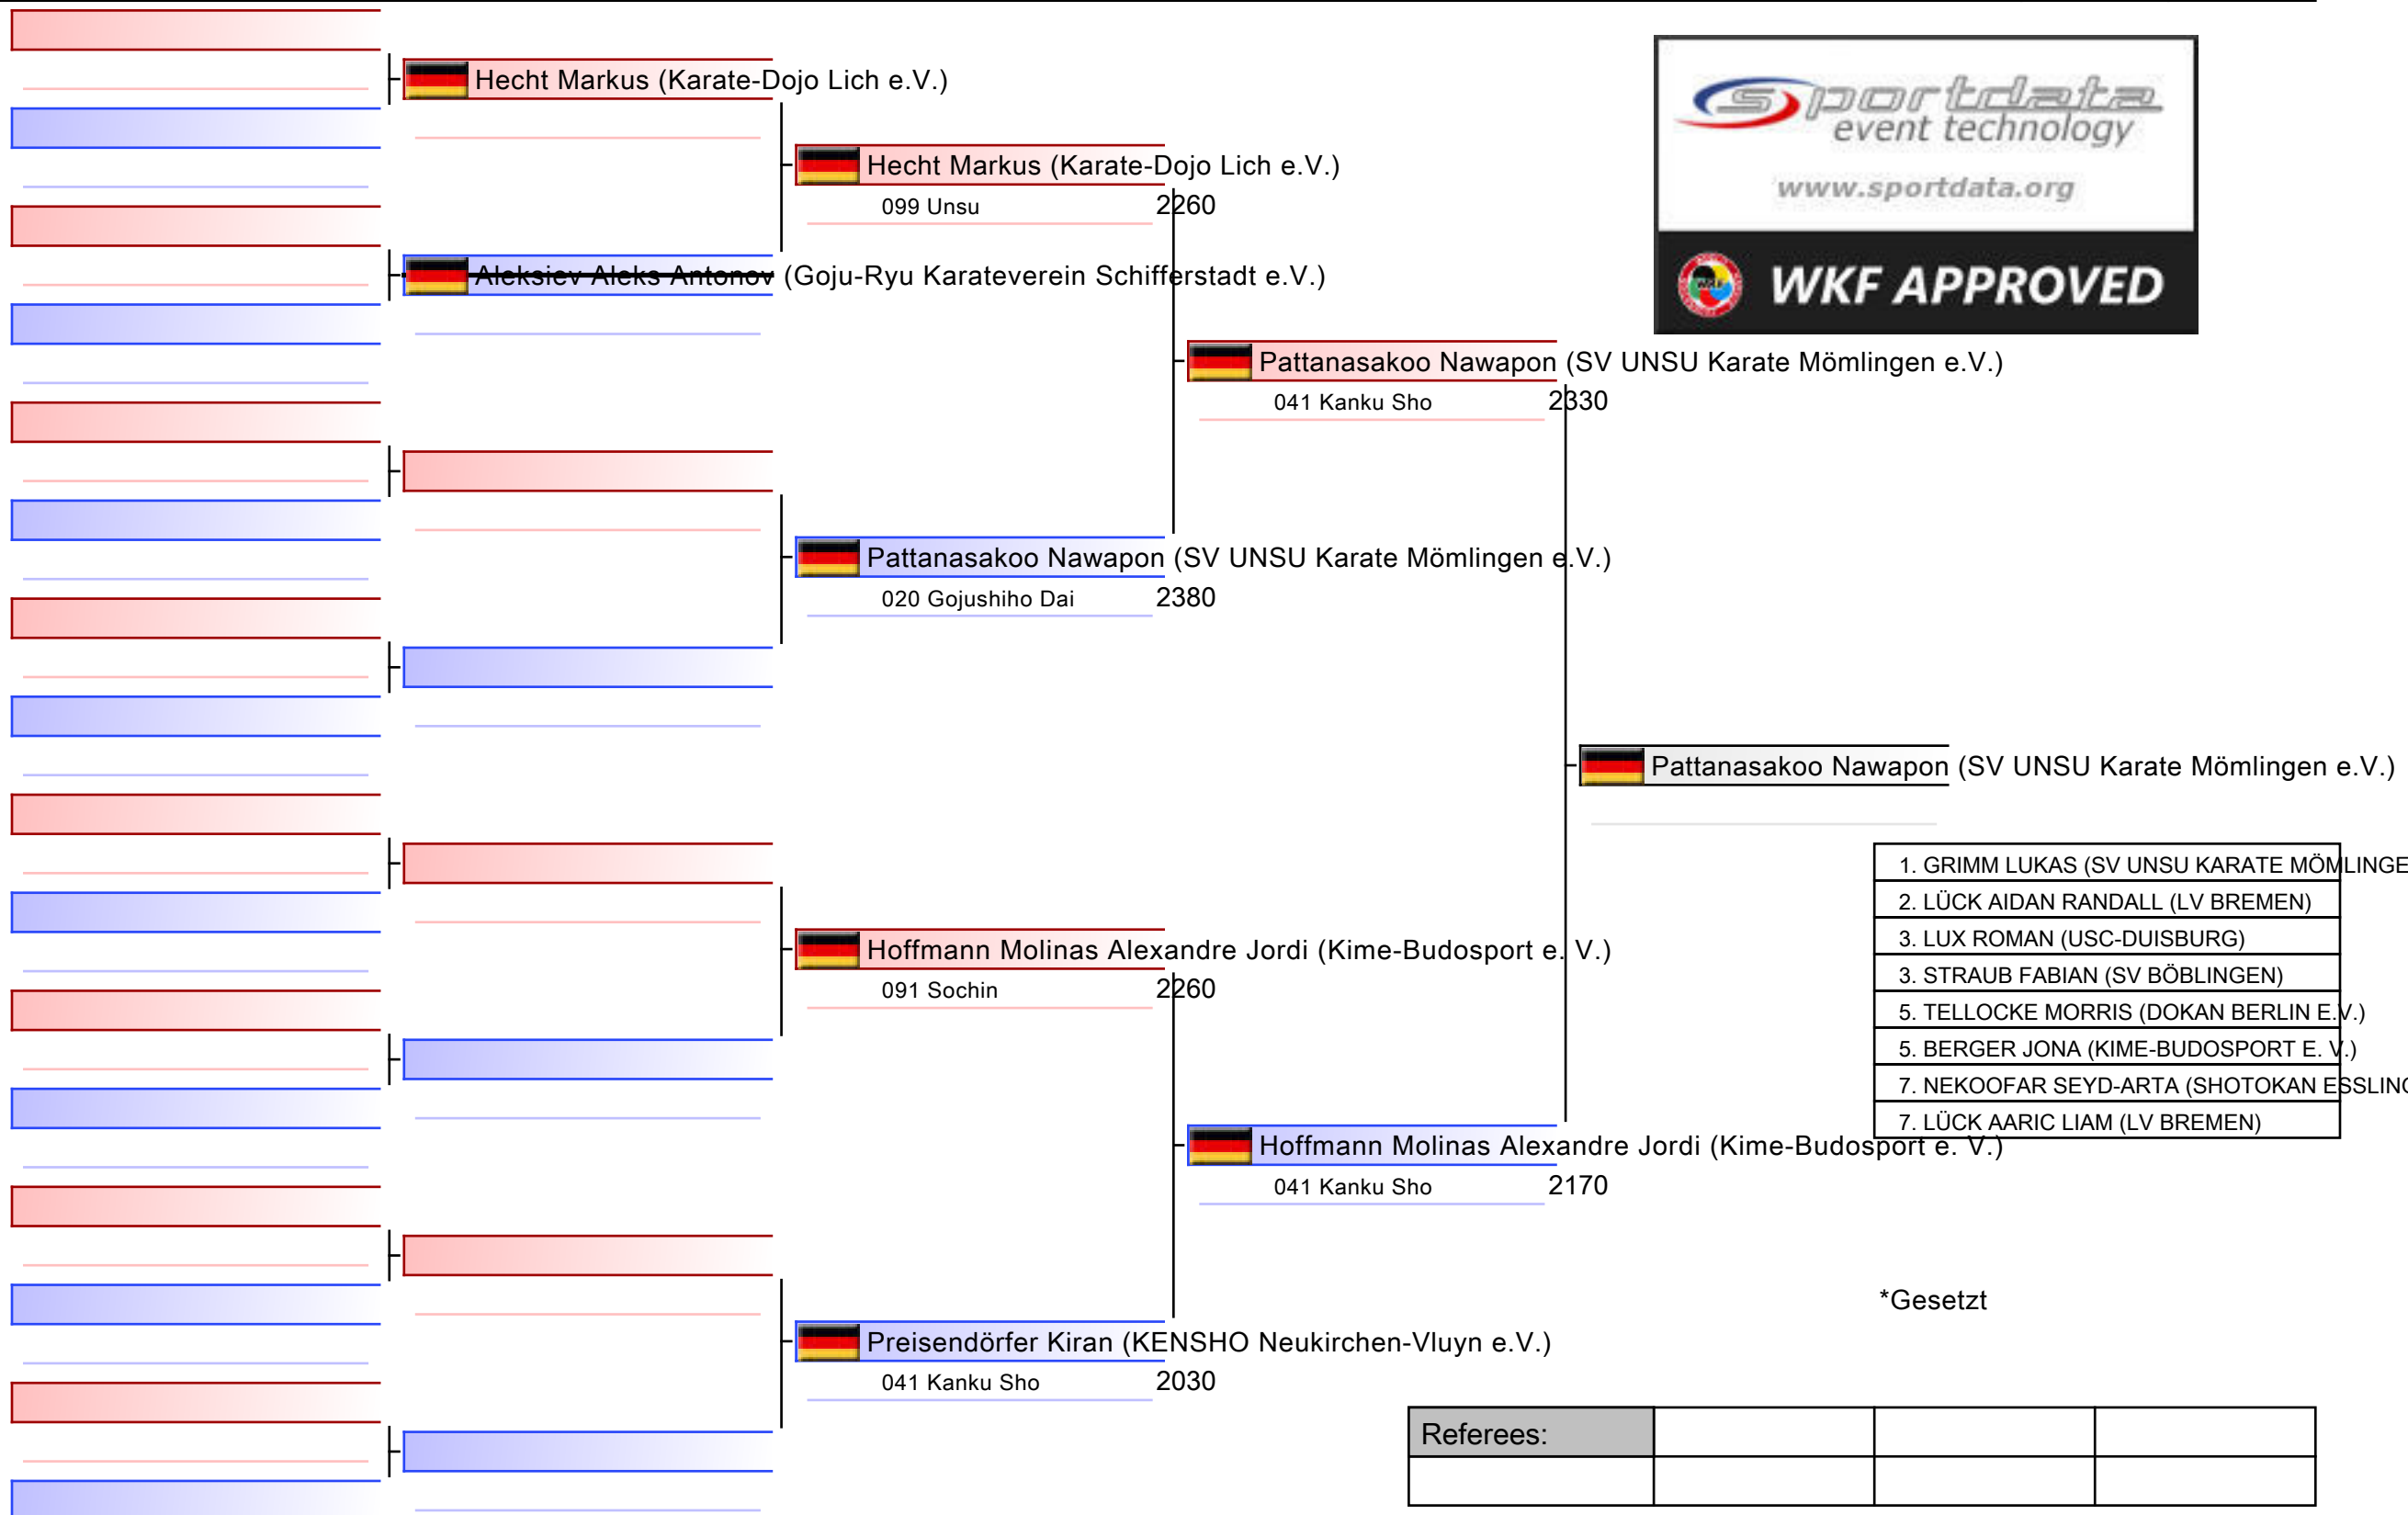 Hecht Markus (Karate-Dojo Lich e.V.)
sportdata
event technology
www.sportdata.org
WKF APPROVED
Hecht Markus (Karate-Dojo Lich e.V.)
099 Unsu 2260
Aleksiev Aleks Antonov (Goju-Ryu Karateverein Schifferstadt e.V.)
Pattanasakoo Nawapon (SV UNSU Karate Mömlingen e.V.)
041 Kanku Sho 2330
Pattanasakoo Nawapon (SV UNSU Karate Mömlingen e.V.)
020 Gojushiho Dai 2380
Pattanasakoo Nawapon (SV UNSU Karate Mömlingen e.V.)
1. GRIMM LUKAS (SV UNSU KARATE MÖMLINGE
2. LÜCK AIDAN RANDALL (LV BREMEN)
3. LUX ROMAN (USC-DUISBURG)
3. STRAUB FABIAN (SV BÖBLINGEN)
5. TELLOCKE MORRIS (DOKAN BERLIN E.V.)
5. BERGER JONA (KIME-BUDOSPORT E. V.)
7. NEKOOFAR SEYD-ARTA (SHOTOKAN ESSLING
7. LÜCK AARIC LIAM (LV BREMEN)
Hoffmann Molinas Alexandre Jordi (Kime-Budosport e. V.)
091 Sochin 2260
Hoffmann Molinas Alexandre Jordi (Kime-Budosport e. V.)
041 Kanku Sho 2170
*Gesetzt
Preisendörfer Kiran (KENSHO Neukirchen-Vluyn e.V.)
041 Kanku Sho 2030
Referees: